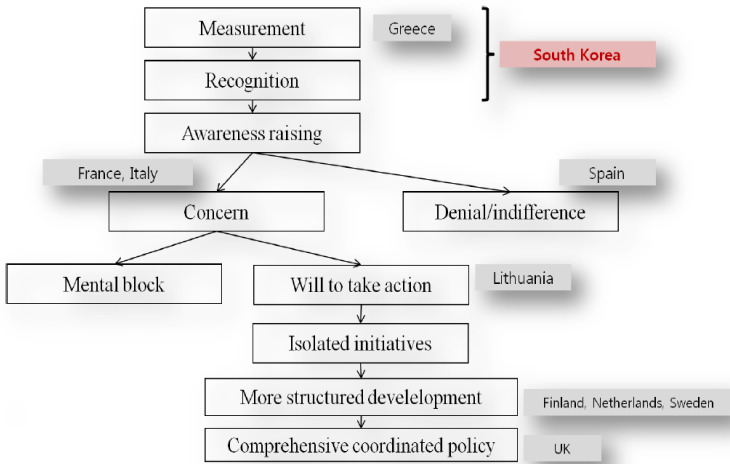 Measurement
Greece
South Korea
Recognition
Awareness raising
France, Italy
Spain
Concern
Denial/indifference
Mental block
Will to take action
Lithuania
Isolated initiatives
More structured develelopment
Finland, Netherlands, Sweden
Comprehensive coordinated policy
UK